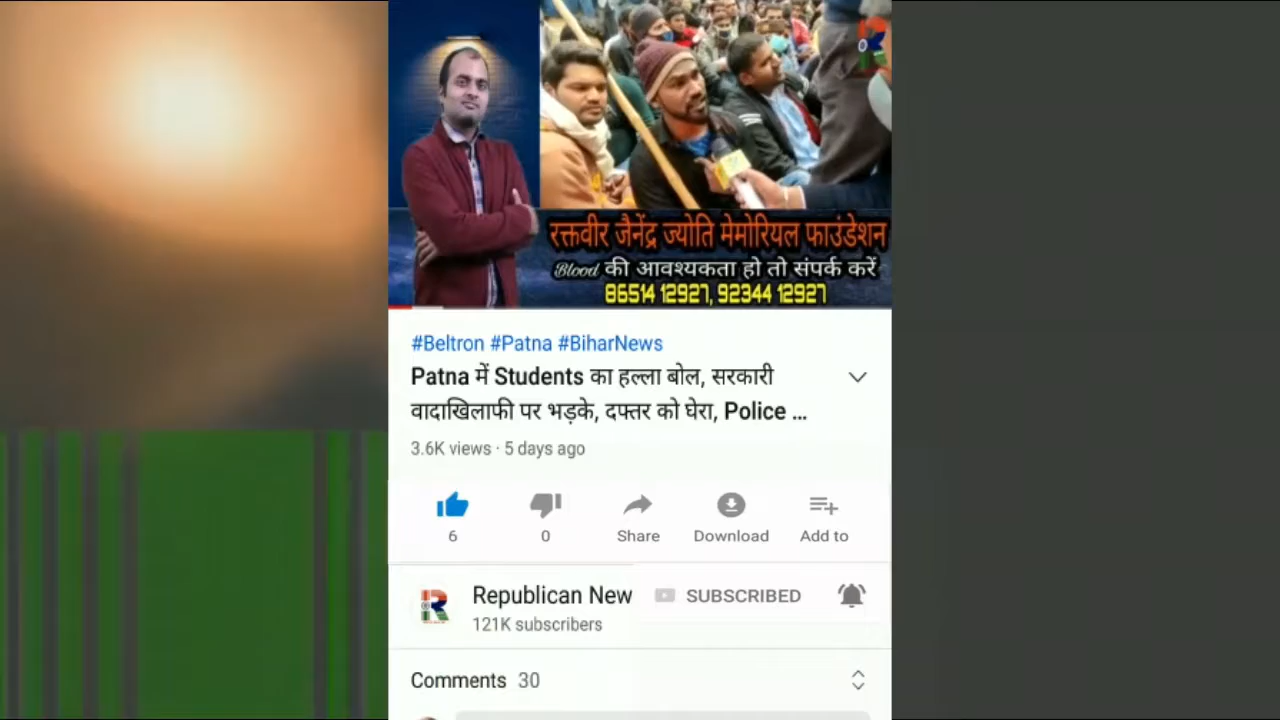 रक्तवीर जैनेंद्र ज्योति मेमोरियल फाउंडेशन
Blood की आवश्यकता हो तो संपर्क करें
86514 12927, 92344 12927
#Beltron #Patna #BiharNews
Patna में Students का हल्ला बोल, सरकारी
वादाखिलाफी पर भड़के, दफ्तर को घेरा, Police ...
3.6K views · 5 days ago
6 0 Share Download Add to
Republican New SUBSCRIBED
121K subscribers
Comments 30